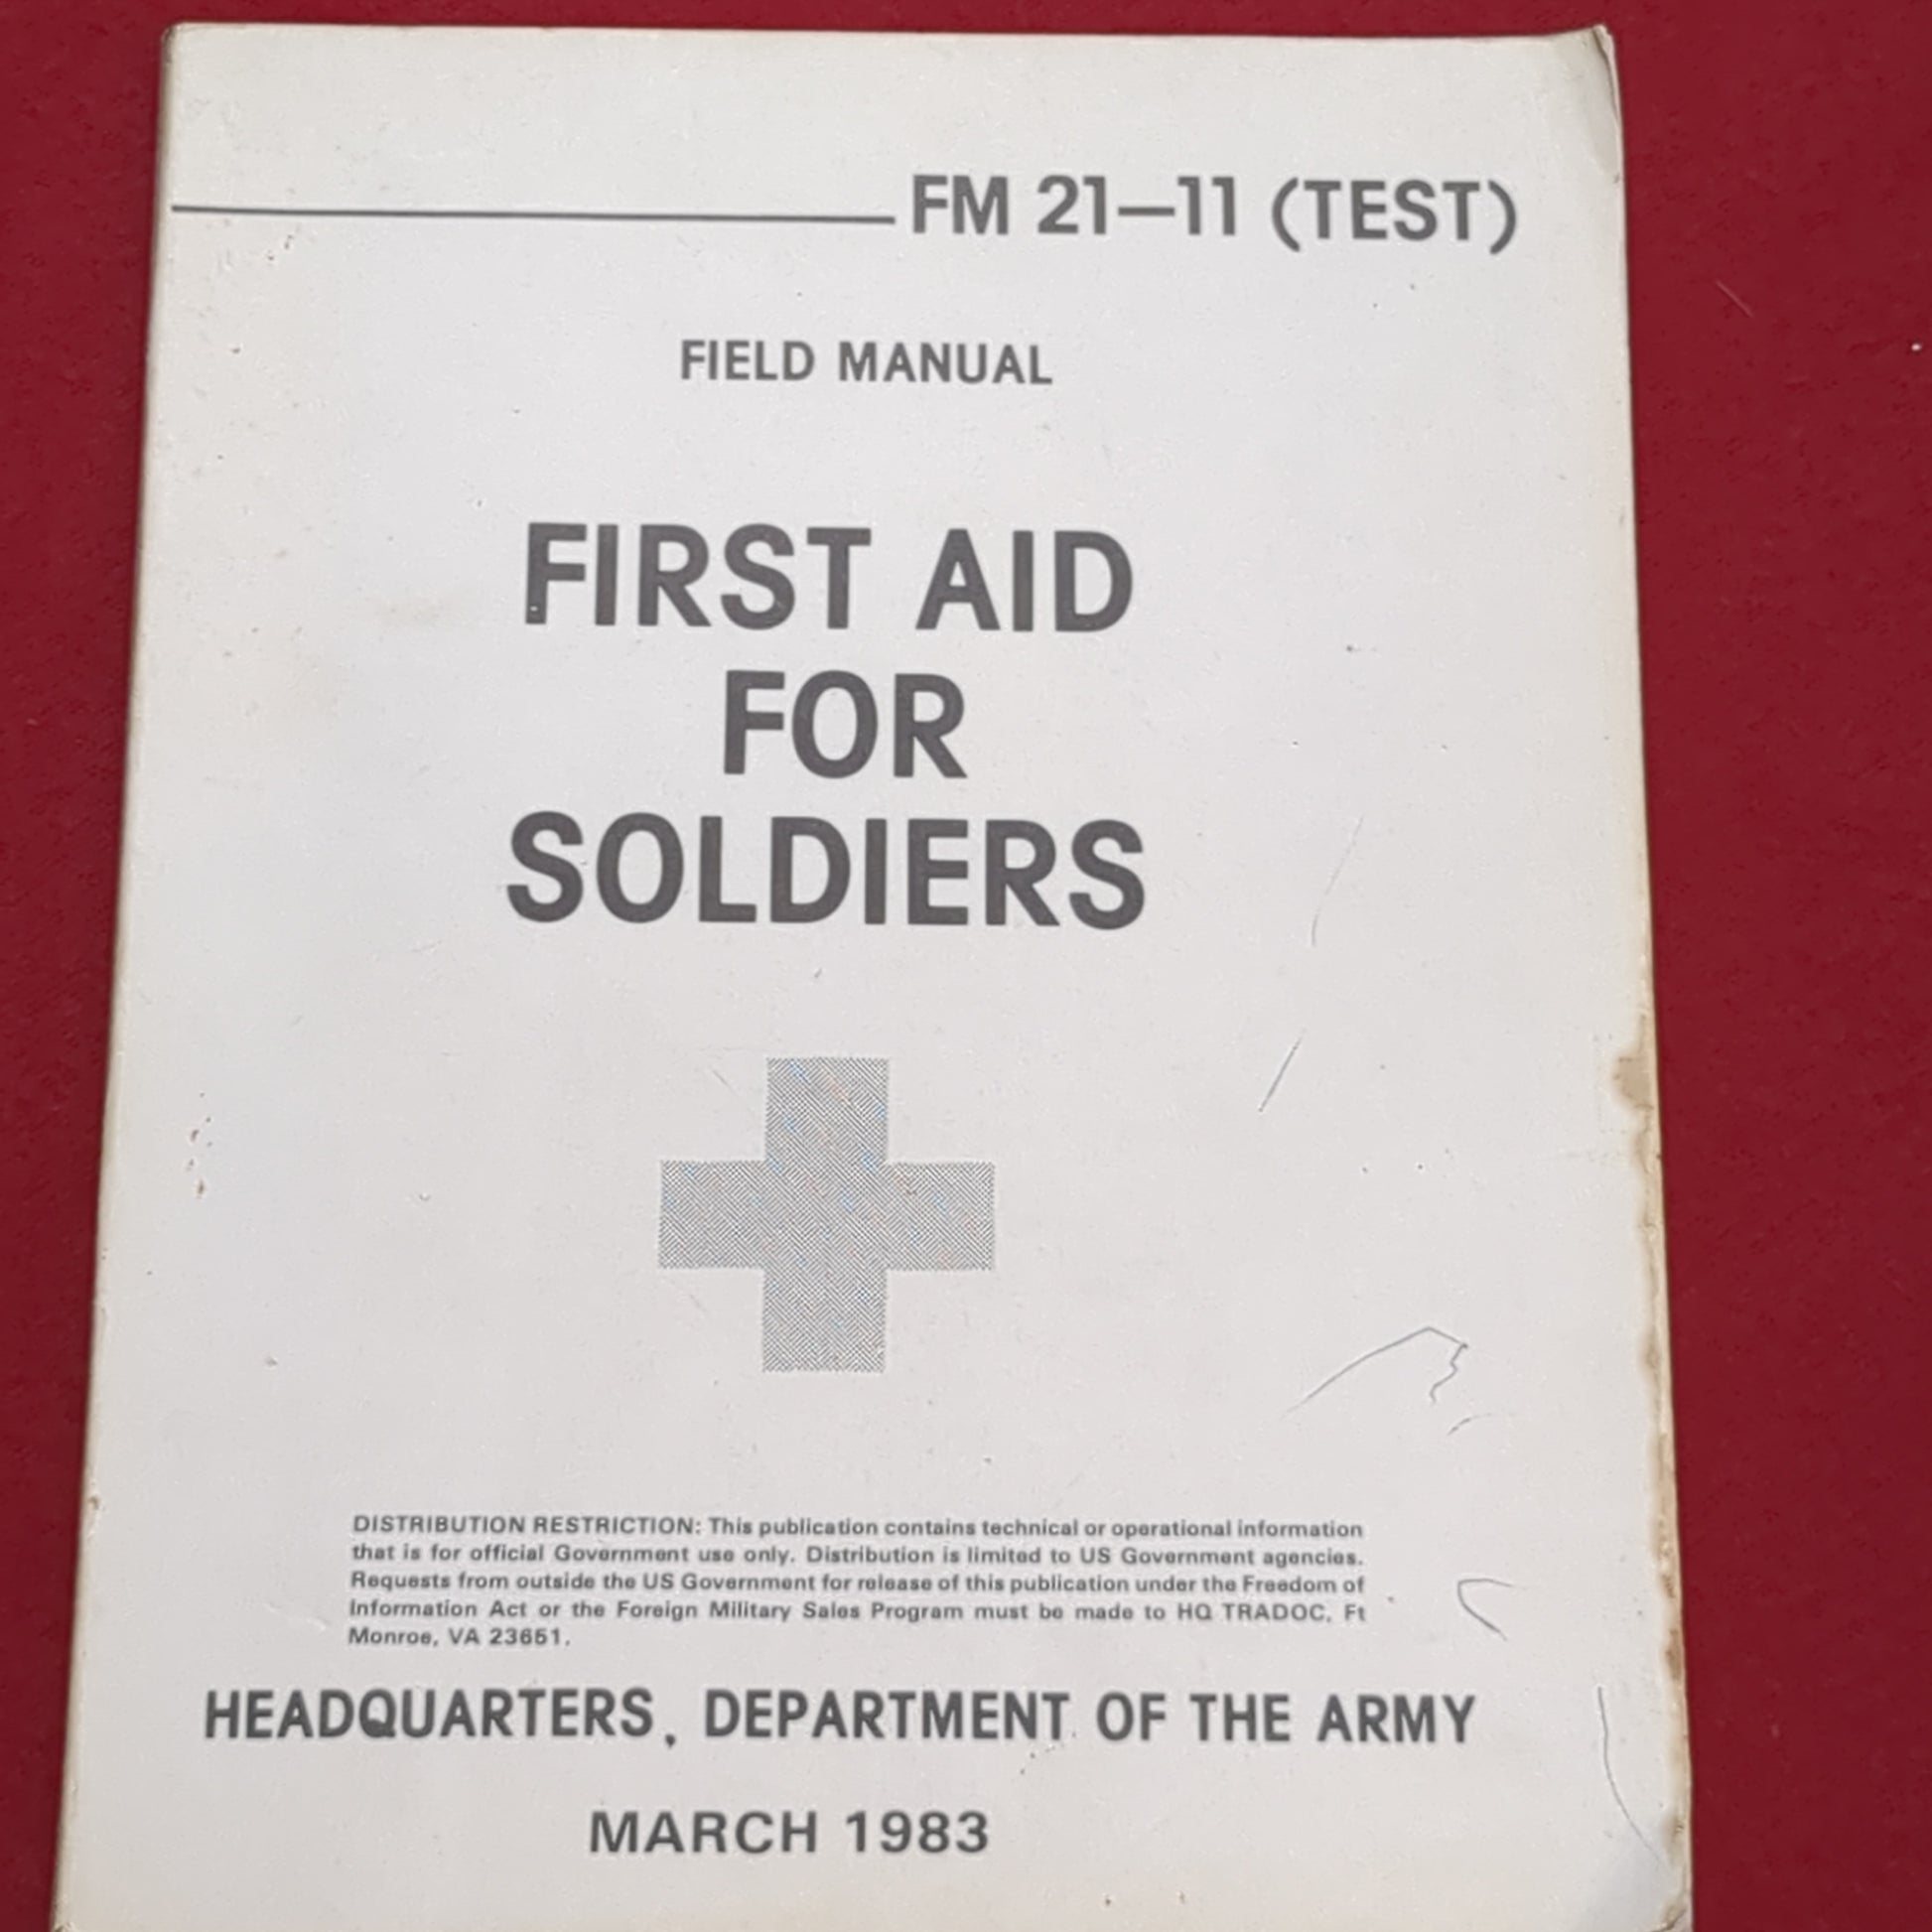 FM 21—11 (TEST)
FIELD MANUAL
FIRST AID
FOR
SOLDIERS
DISTRIBUTION RESTRICTION: This publication contains technical or operational information
that is for official Government use only. Distribution is limited to US Government agencies.
Requests from outside the US Government for release of this publication under the Freedom of
Information Act or the Foreign Military Sales Program must be made to HQ TRADOC, Ft
Monroe, VA 23651.
HEADQUARTERS, DEPARTMENT OF THE ARMY
MARCH 1983